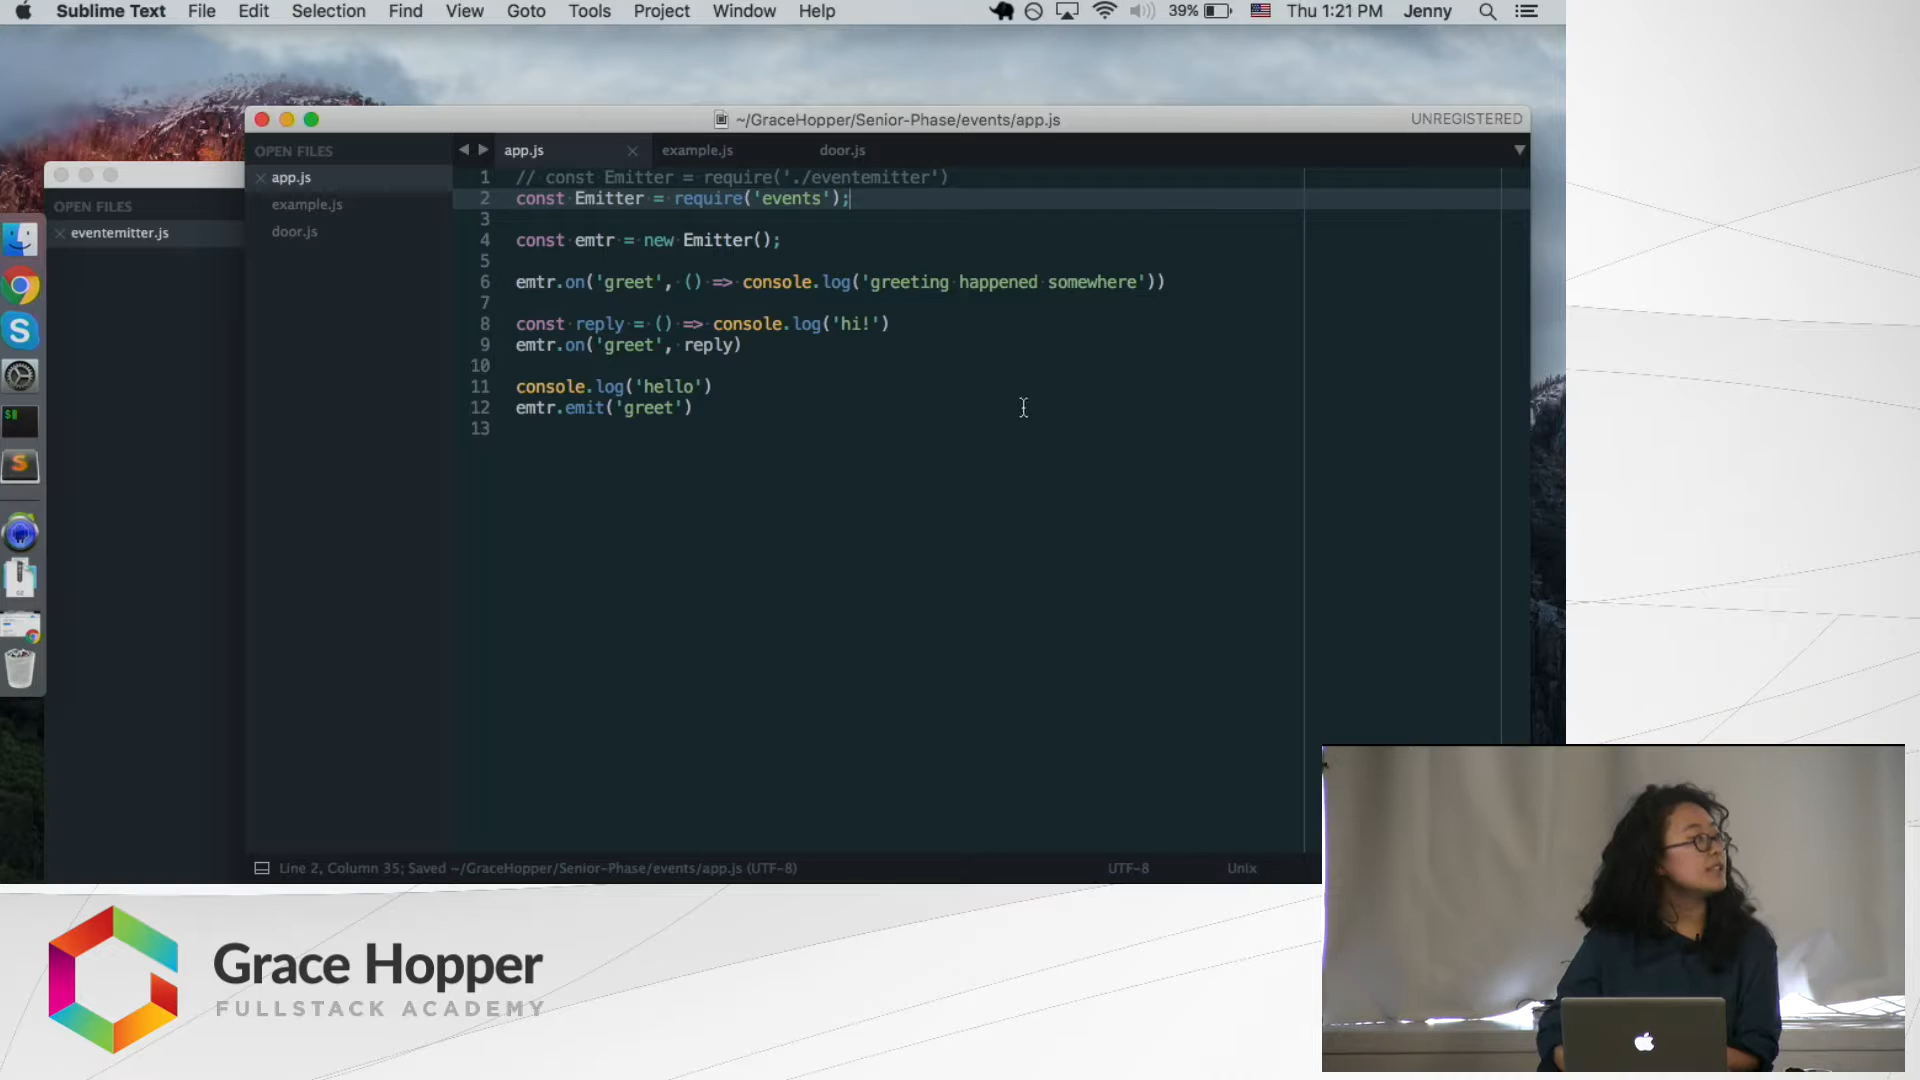 Sublime Text File Edit Selection Find View Goto Tools Project Window Help 39% Thu 1:21 PM Jenny
~/GraceHopper/Senior-Phase/events/app.js UNREGISTERED
OPEN FILES
eventemitter.js
OPEN FILES
app.js
example.js
door.js
app.js example.js door.js
1 // const Emitter = require('./eventemitter')
2 const Emitter = require('events');
3
4 const emtr = new Emitter();
5
6 emtr.on('greet', () => console.log('greeting happened somewhere'))
7
8 const reply = () => console.log('hi!')
9 emtr.on('greet', reply)
10
11 console.log('hello')
12 emtr.emit('greet')
13
Line 2, Column 35; Saved ~/GraceHopper/Senior-Phase/events/app.js (UTF-8) UTF-8 Unix
Grace Hopper
FULLSTACK ACADEMY